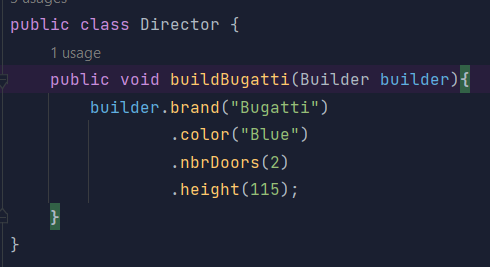 public class Director {
1 usage
public void buildBugatti(Builder builder){
builder.brand("Bugatti")
.color("Blue")
.nbrDoors(2)
.height(115);
}
}